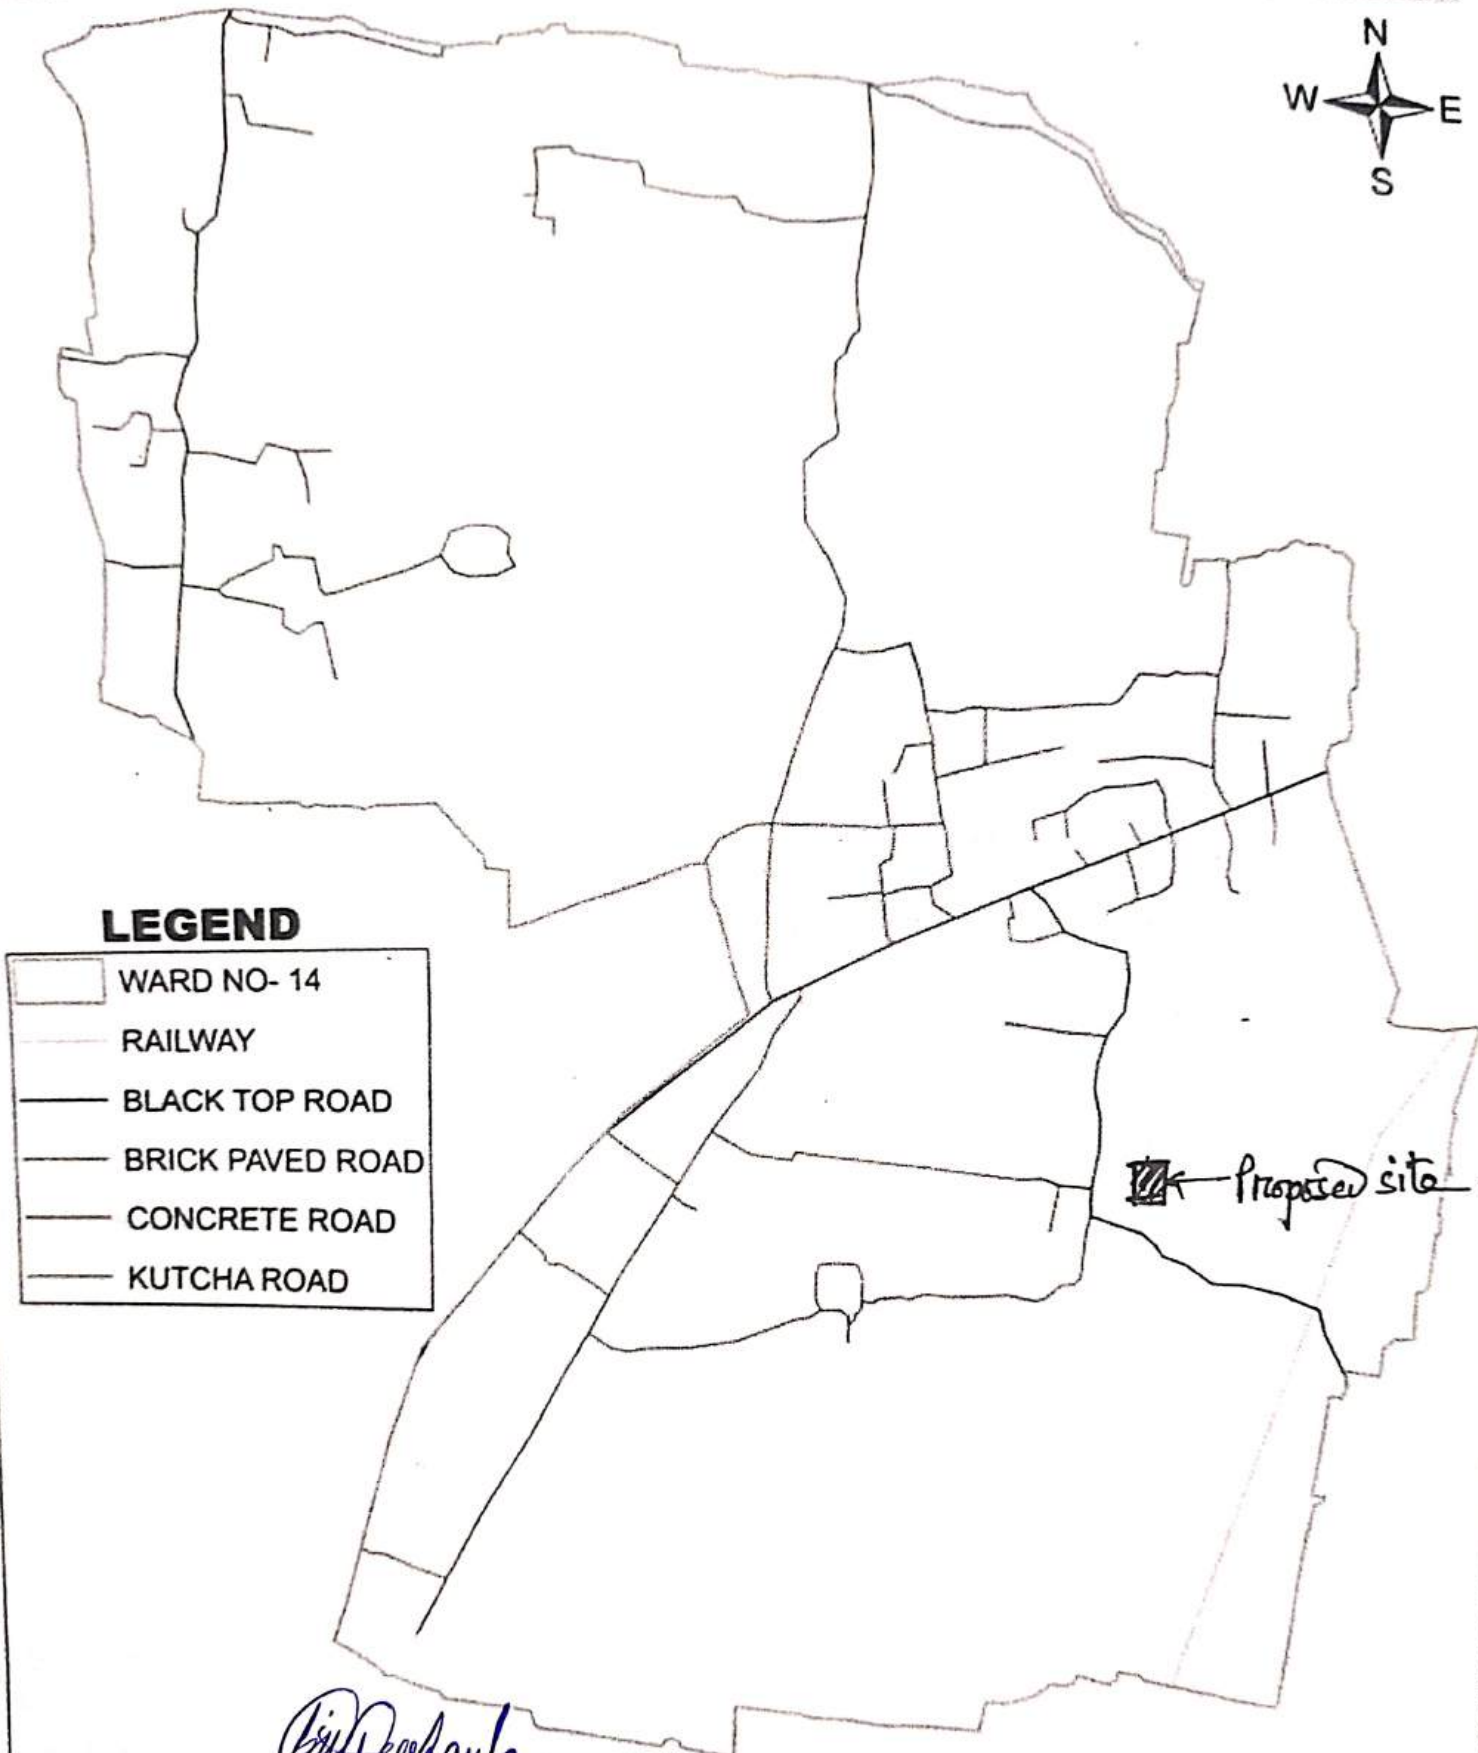 N
W E
S
LEGEND
WARD NO- 14
RAILWAY
BLACK TOP ROAD
BRICK PAVED ROAD
CONCRETE ROAD
KUTCHA ROAD
Proposed site